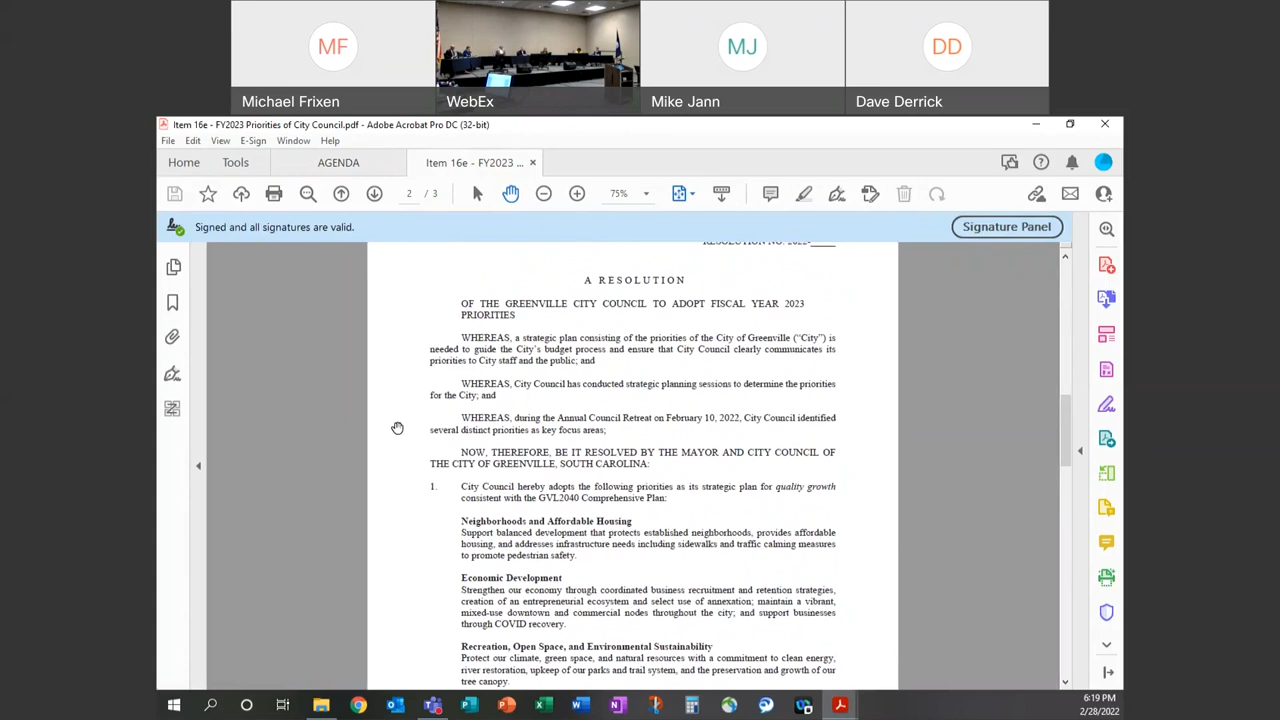 MF
MJ
DD
Michael Frixen
WebEx
Mike Jann
Dave Derrick
Item 16e - FY2023 Priorities of City Council.pdf - Adobe Acrobat Pro DC (32-bit)
File Edit View E-Sign Window Help
Home Tools AGENDA Item 16e - FY2023 ... ×
2 / 3 75%
Signed and all signatures are valid.
Signature Panel
RESOLUTION NO. 2022-_____
A RESOLUTION
OF THE GREENVILLE CITY COUNCIL TO ADOPT FISCAL YEAR 2023
PRIORITIES
WHEREAS, a strategic plan consisting of the priorities of the City of Greenville (“City”) is
needed to guide the City’s budget process and ensure that City Council clearly communicates its
priorities to City staff and the public; and
WHEREAS, City Council has conducted strategic planning sessions to determine the priorities
for the City; and
WHEREAS, during the Annual Council Retreat on February 10, 2022, City Council identified
several distinct priorities as key focus areas;
NOW, THEREFORE, BE IT RESOLVED BY THE MAYOR AND CITY COUNCIL OF
THE CITY OF GREENVILLE, SOUTH CAROLINA:
1. City Council hereby adopts the following priorities as its strategic plan for quality growth
consistent with the GVL2040 Comprehensive Plan:
Neighborhoods and Affordable Housing
Support balanced development that protects established neighborhoods, provides affordable
housing, and addresses infrastructure needs including sidewalks and traffic calming measures
to promote pedestrian safety.
Economic Development
Strengthen our economy through coordinated business recruitment and retention strategies,
creation of an entrepreneurial ecosystem and select use of annexation; maintain a vibrant,
mixed-use downtown and commercial nodes throughout the city; and support businesses
through COVID recovery.
Recreation, Open Space, and Environmental Sustainability
Protect our climate, green space, and natural resources with a commitment to clean energy,
river restoration, upkeep of our parks and trail system, and the preservation and growth of our
tree canopy.
6:19 PM
2/28/2022